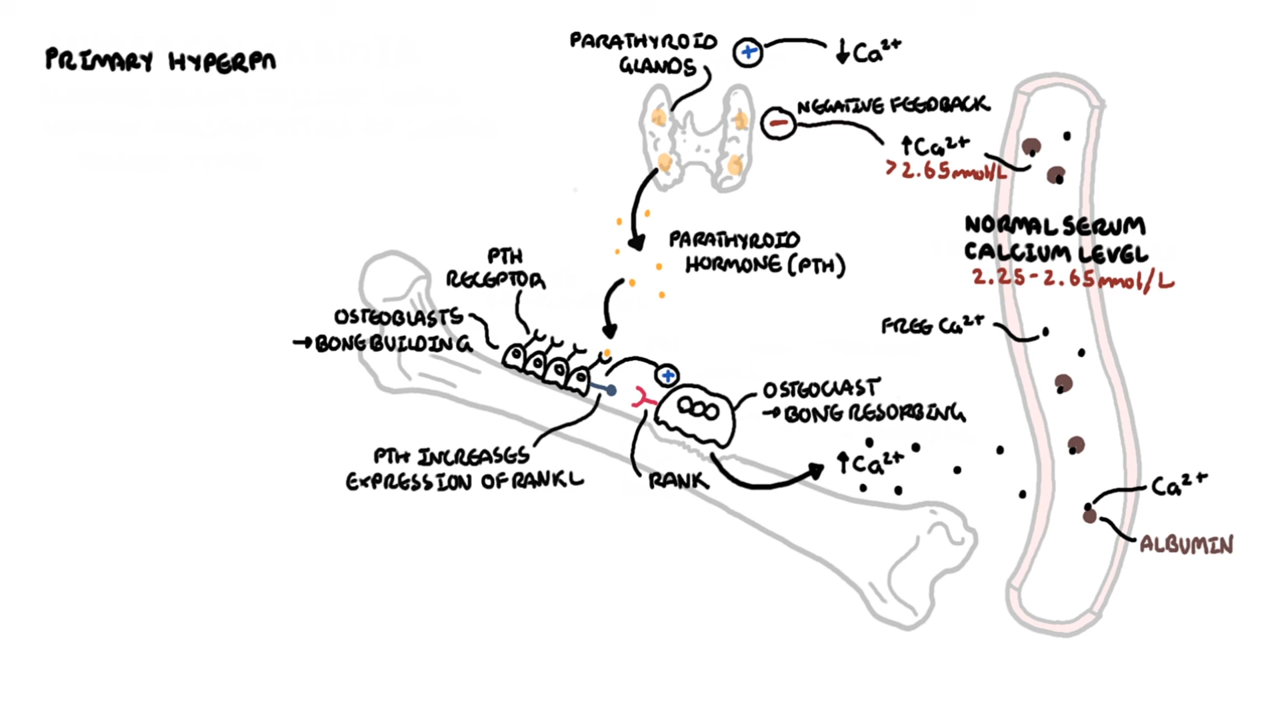 PRIMARY HYPERPA
PARATHYROID
GLANDS
+
↓Ca²⁺
−
NEGATIVE FEEDBACK
↑Ca²⁺
>2.65mmol/L
NORMAL SERUM
CALCIUM LEVEL
2.25-2.65mmol/L
PARATHYROID
HORMONE (PTH)
PTH
RECEPTOR
OSTEOBLASTS
→BONE BUILDING
FREE Ca²⁺
+
OSTEOCLAST
→BONE RESORBING
PTH INCREASES
EXPRESSION OF RANKL
RANK
↑Ca²⁺
Ca²⁺
ALBUMIN